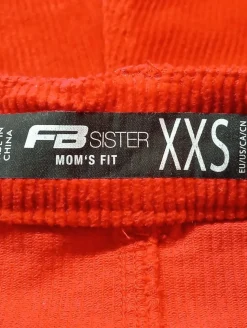 CHINA
FB SISTER
MOM'S FIT
XXS
EU/US/CA/CN